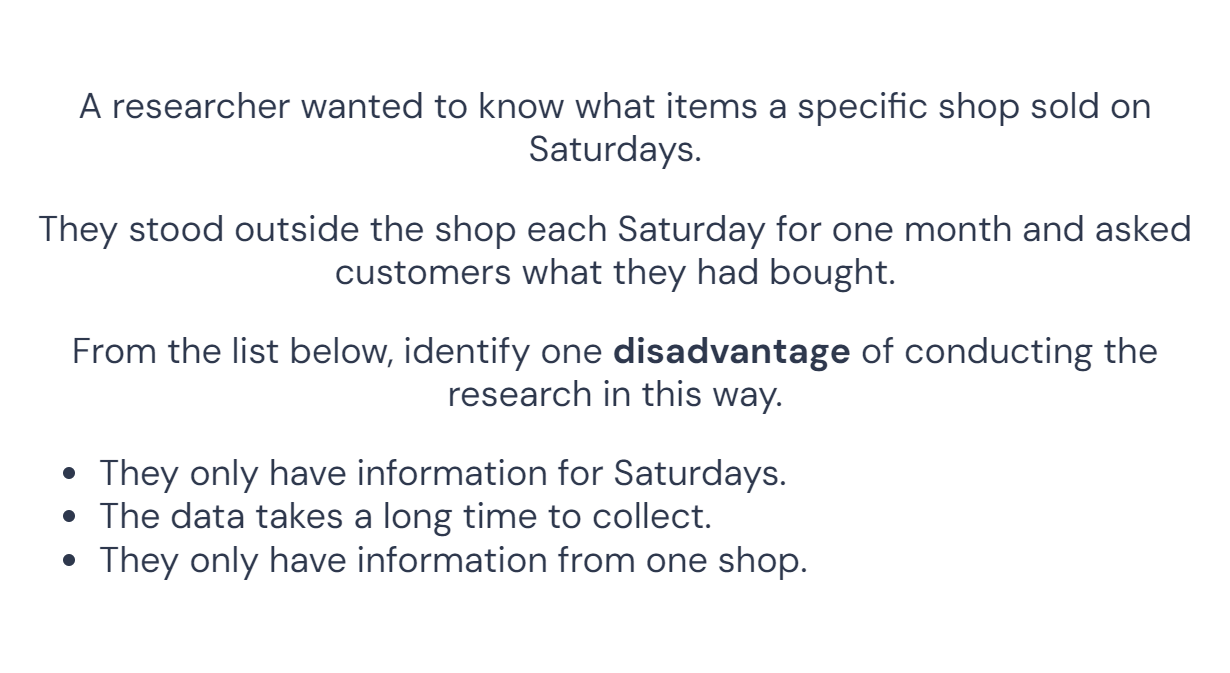 A researcher wanted to know what items a specific shop sold on
Saturdays.
They stood outside the shop each Saturday for one month and asked
customers what they had bought.
From the list below, identify one disadvantage of conducting the
research in this way.
• They only have information for Saturdays.
• The data takes a long time to collect.
• They only have information from one shop.